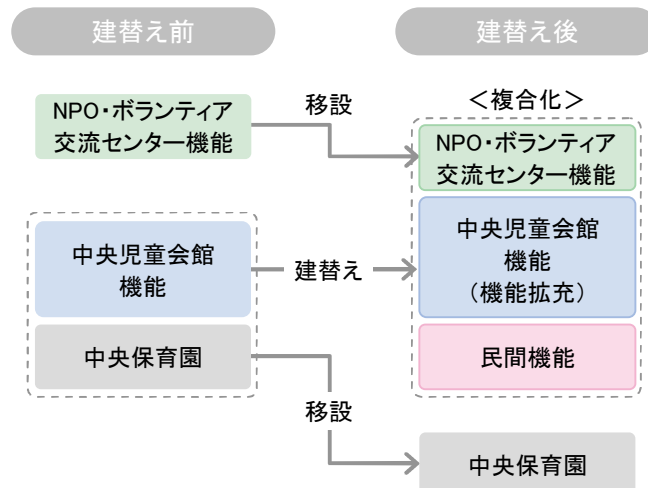 建替え前
建替え後
NPO・ボランティア
交流センター機能
移設
＜複合化＞
NPO・ボランティア
交流センター機能
中央児童会館
機能
建替え
中央児童会館
機能
（機能拡充）
中央保育園
民間機能
移設
中央保育園